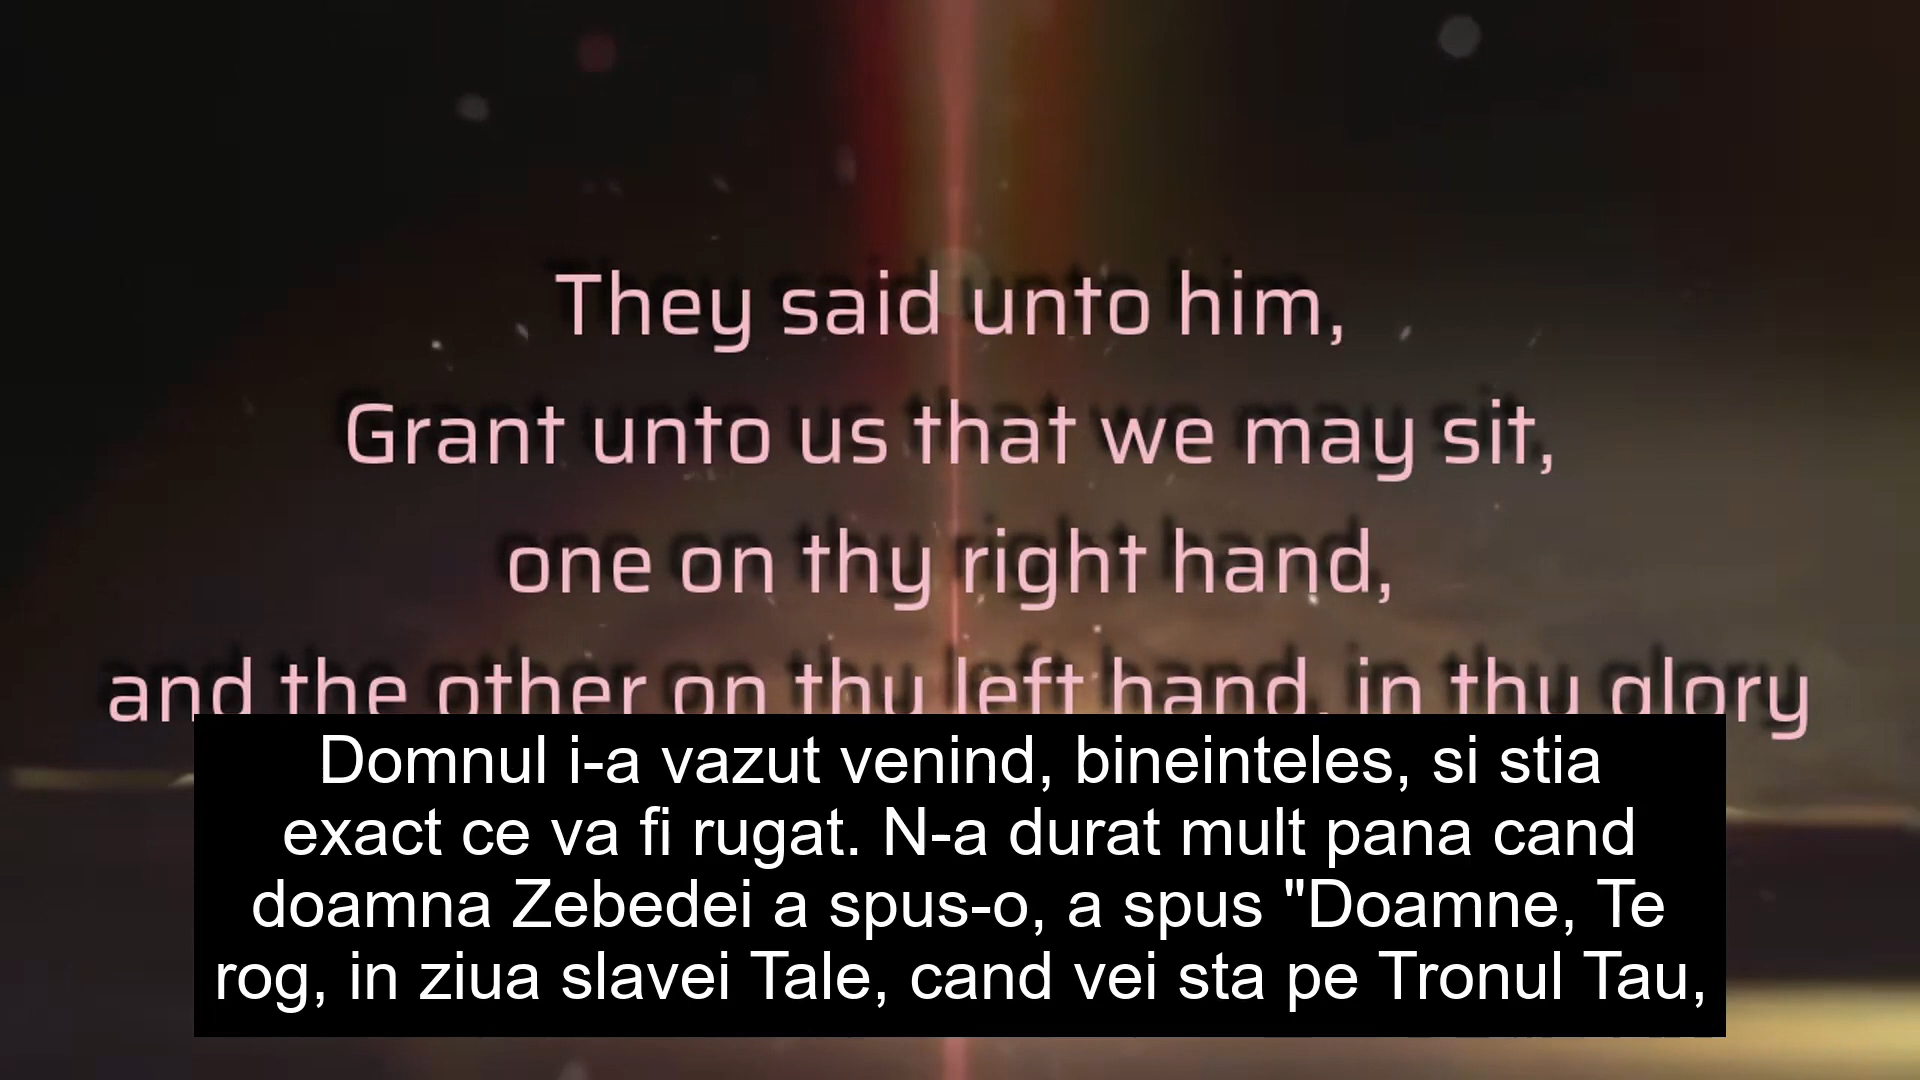 They said unto him,
Grant unto us that we may sit,
one on thy right hand,
and the other on thy left hand, in thy glory
Domnul i-a vazut venind, bineinteles, si stia
exact ce va fi rugat. N-a durat mult pana cand
doamna Zebedei a spus-o, a spus "Doamne, Te
rog, in ziua slavei Tale, cand vei sta pe Tronul Tau,